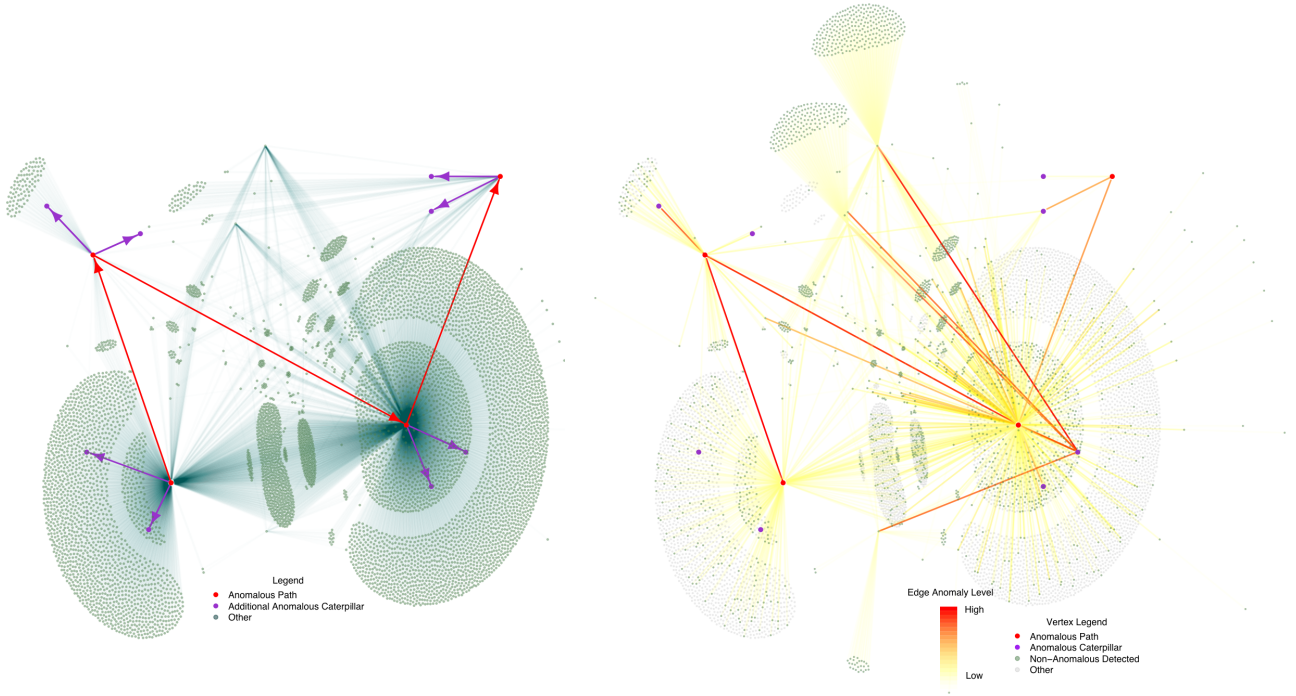 Legend
Anomalous Path
Additional Anomalous Caterpillar
Other
Edge Anomaly Level
High
Low
Vertex Legend
Anomalous Path
Anomalous Caterpillar
Non−Anomalous Detected
Other